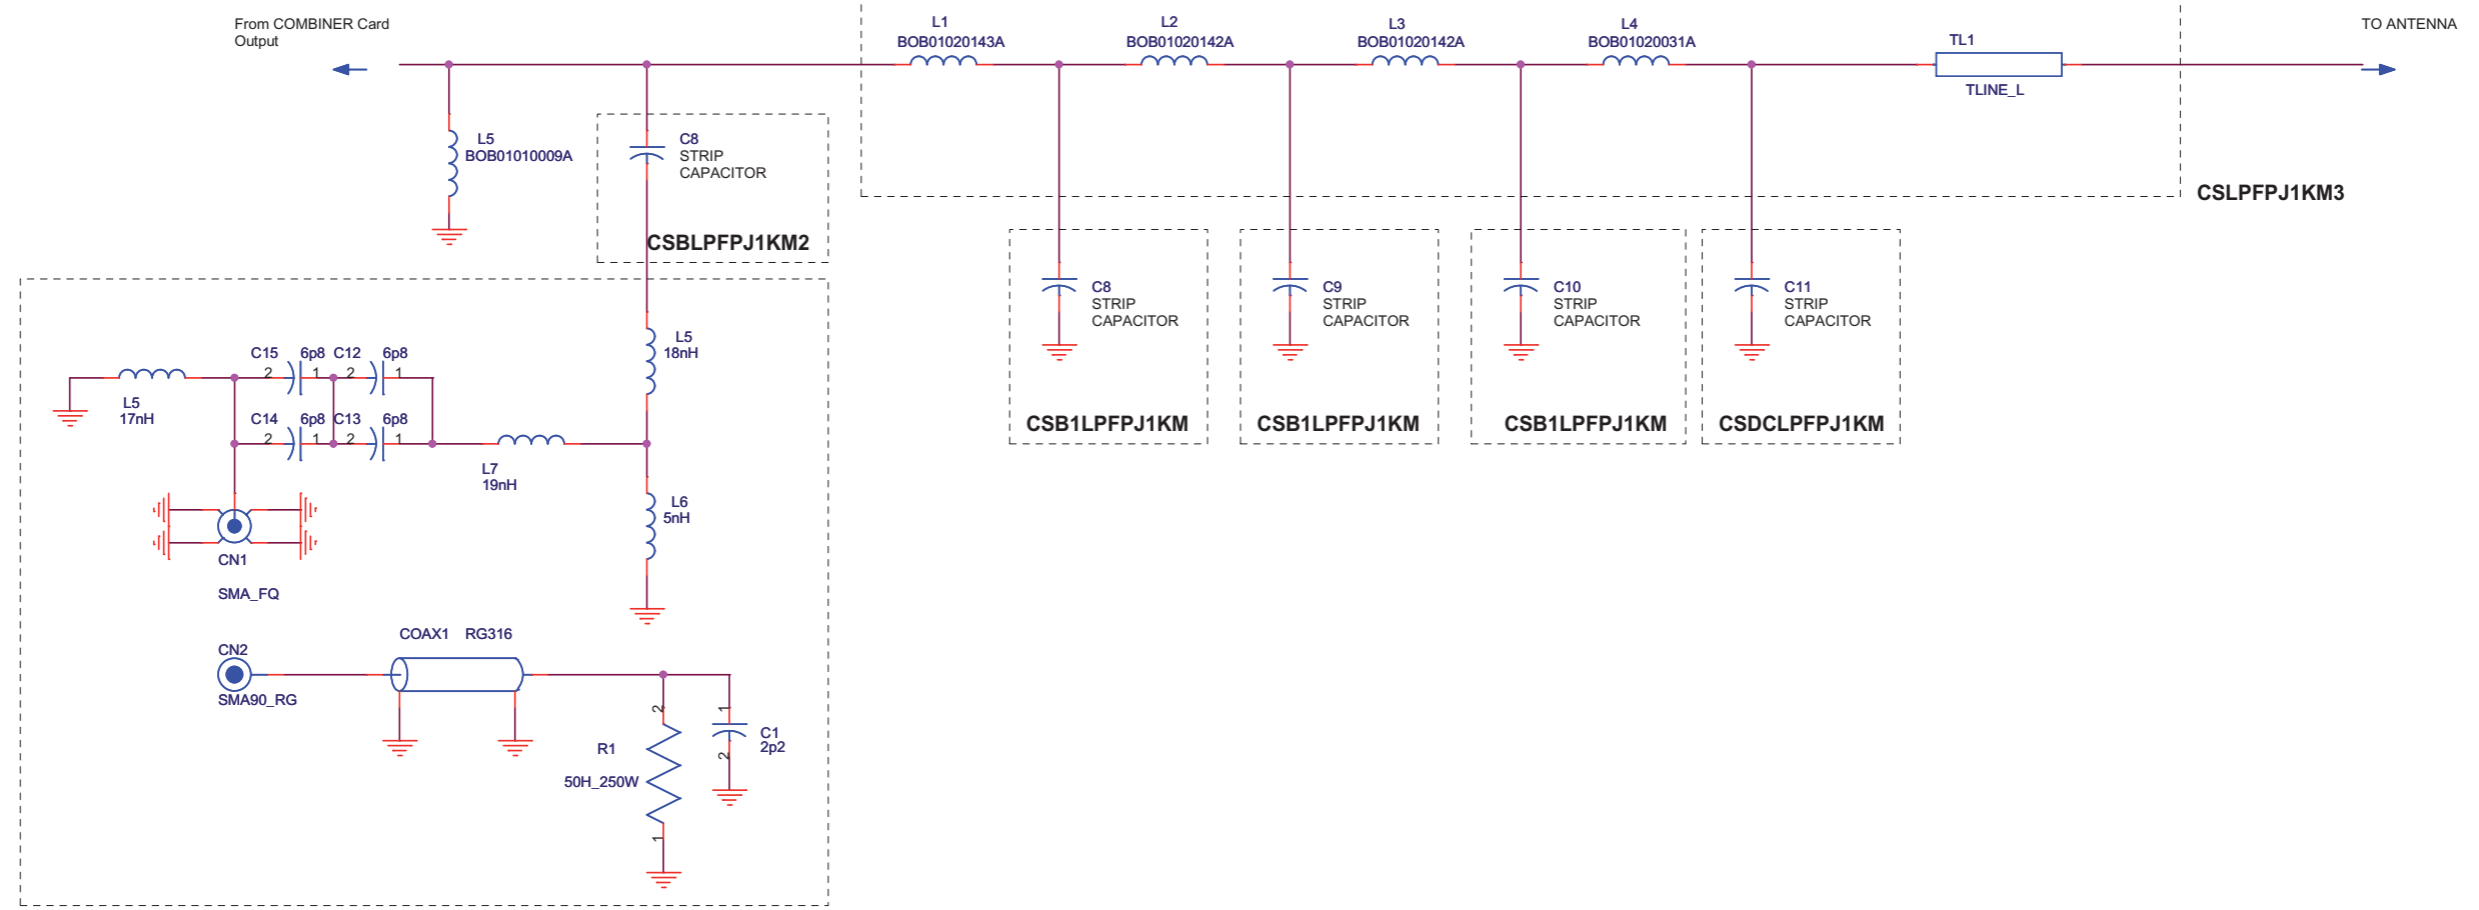 From COMBINER Card
Output
L1
BOB01020143A
L2
BOB01020142A
L3
BOB01020142A
L4
BOB01020031A
TL1
TLINE_L
TO ANTENNA
L5
BOB01010009A
C8
STRIP
CAPACITOR
CSBLPFPJ1KM2
CSLPFPJ1KM3
C8
STRIP
CAPACITOR
CSB1LPFPJ1KM
C9
STRIP
CAPACITOR
CSB1LPFPJ1KM
C10
STRIP
CAPACITOR
CSB1LPFPJ1KM
C11
STRIP
CAPACITOR
CSDCLPFPJ1KM
L5
18nH
C15 6p8 C12 6p8
2 1 2 1
L5
17nH
C14 6p8 C13 6p8
2 1 2 1
L7
19nH
L6
5nH
CN1
SMA_FQ
COAX1 RG316
CN2
SMA90_RG
2
R1
50H_250W
1
1
C1
2p2
2